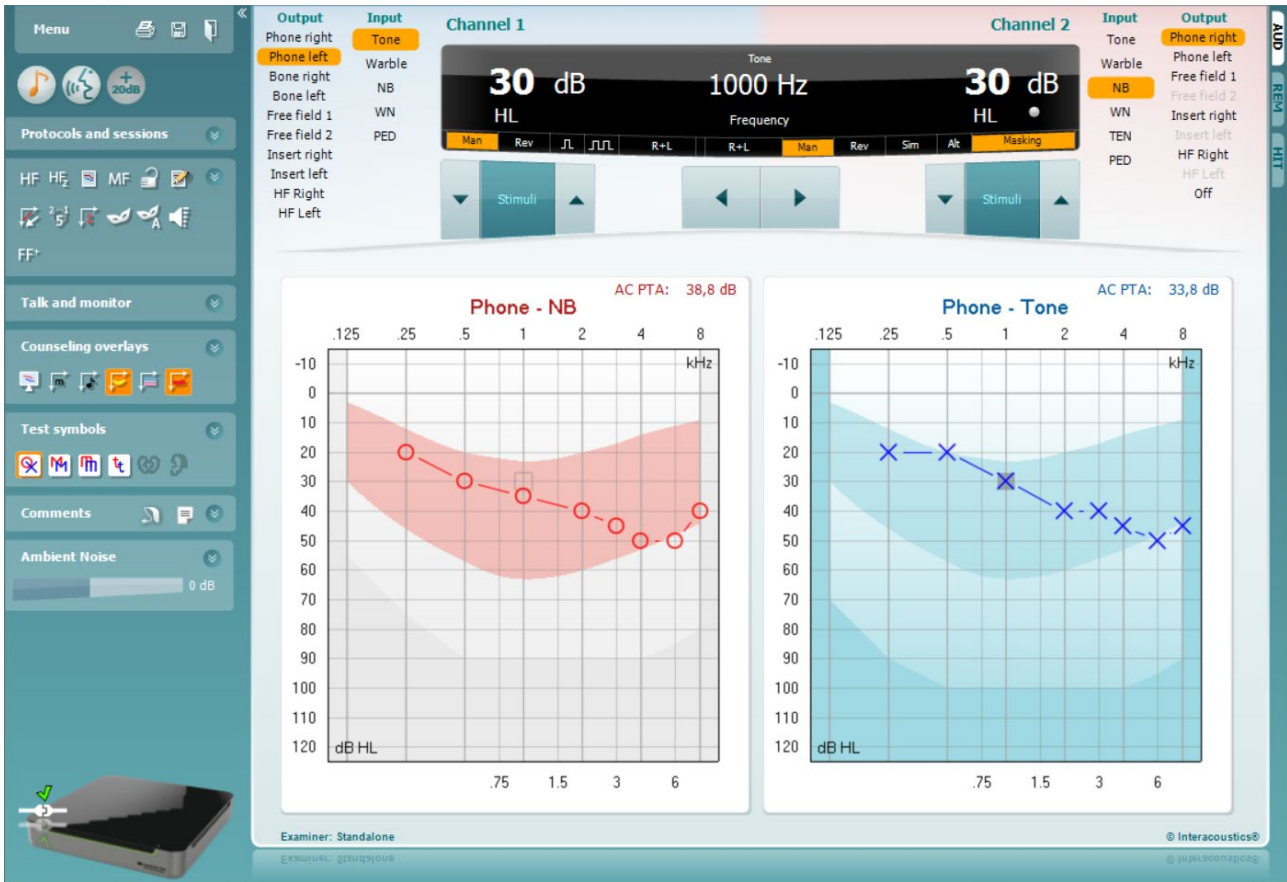 Menu
+
20dB
Protocols and sessions
HF HFz MF
2 5 -1
A
FF+
Talk and monitor
Counseling overlays
m
Test symbols
M m t t
Comments
Ambient Noise
0 dB
Output
Phone right
Phone left
Bone right
Bone left
Free field 1
Free field 2
Insert right
Insert left
HF Right
HF Left
Input
Tone
Warble
NB
WN
PED
Channel 1
Channel 2
Tone
30 dB
1000 Hz
30 dB
HL
Frequency
HL
Man Rev R+L R+L Man Rev Sim Alt Masking
Stimuli
Stimuli
Input
Tone
Warble
NB
WN
TEN
PED
Output
Phone right
Phone left
Free field 1
Free field 2
Insert right
Insert left
HF Right
HF Left
Off
AUD
REM
HIT
AC PTA: 38,8 dB
Phone - NB
.125 .25 .5 1 2 4 8
kHz
-10
0
10
20
30
40
50
60
70
80
90
100
110
120
dB HL
.75 1.5 3 6
AC PTA: 33,8 dB
Phone - Tone
.125 .25 .5 1 2 4 8
kHz
-10
0
10
20
30
40
50
60
70
80
90
100
110
120
dB HL
.75 1.5 3 6
Examiner: Standalone
© Interacoustics®